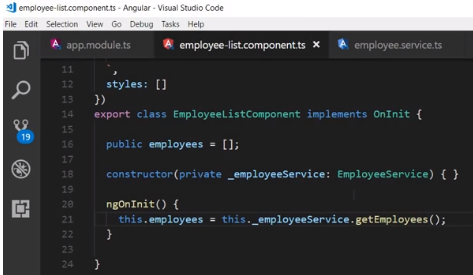 employee-list.component.ts - Angular - Visual Studio Code
File Edit Selection View Go Debug Tasks Help
app.module.ts employee-list.component.ts × employee.service.ts
11 `,
12 styles: []
13 })
14 export class EmployeeListComponent implements OnInit {
15
16 public employees = [];
17
18 constructor(private _employeeService: EmployeeService) { }
19
20 ngOnInit() {
21 this.employees = this._employeeService.getEmployees();
22 }
23
24 }
19